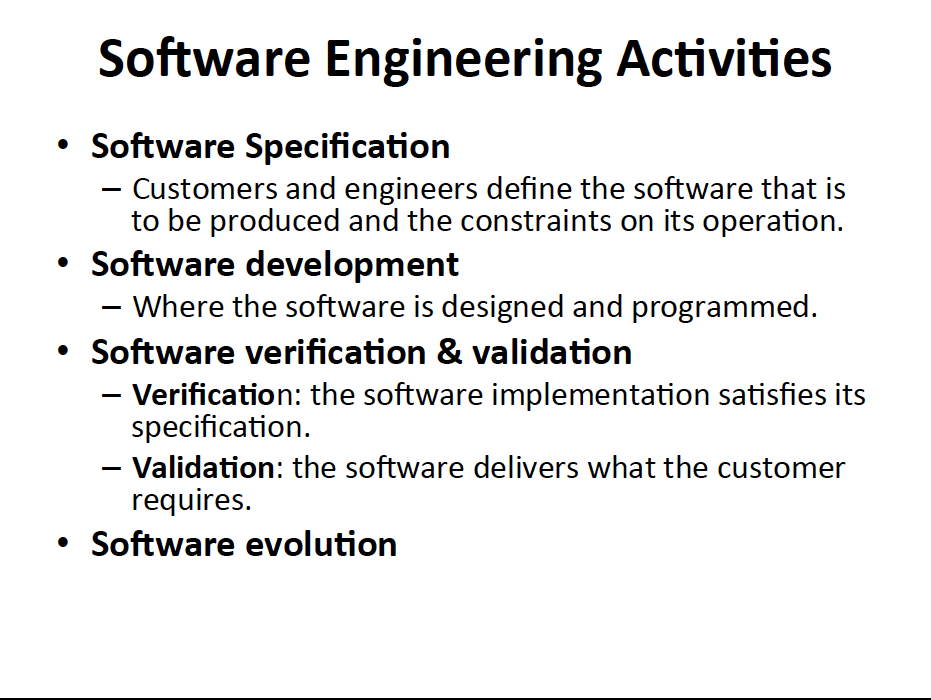 Software Engineering Activities
• Software Specification
– Customers and engineers define the software that is
to be produced and the constraints on its operation.
• Software development
– Where the software is designed and programmed.
• Software verification & validation
– Verification: the software implementation satisfies its
specification.
– Validation: the software delivers what the customer
requires.
• Software evolution